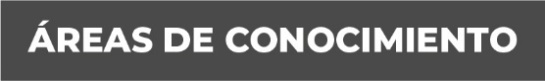 ÁREAS DE CONOCIMIENTO